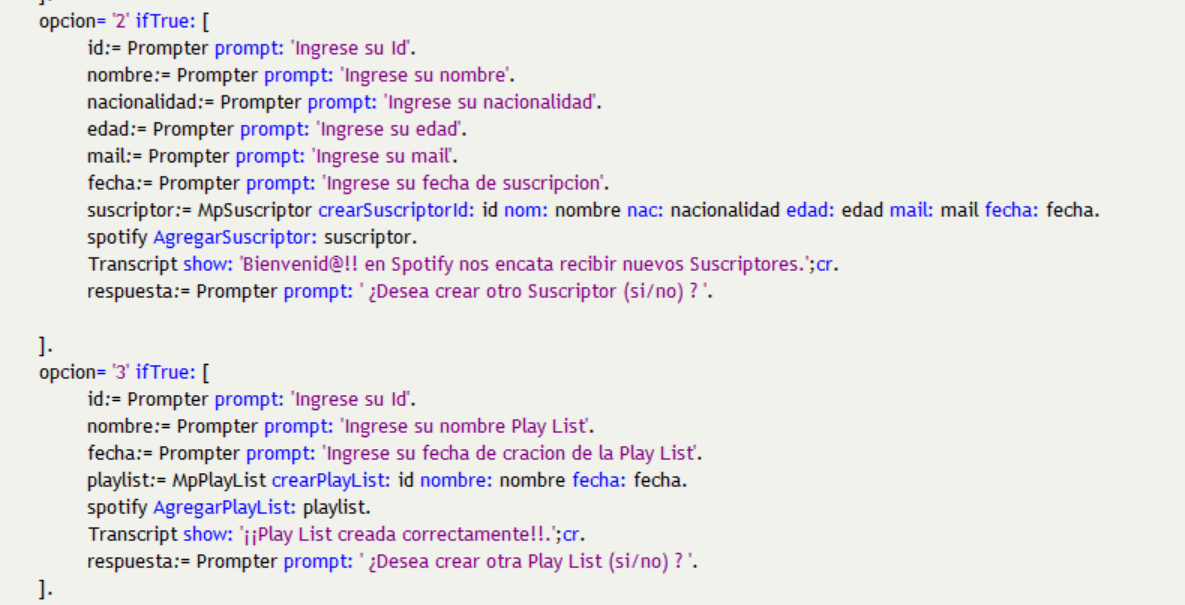 opcion= '2' ifTrue: [
id:= Prompter prompt: 'Ingrese su Id'.
nombre:= Prompter prompt: 'Ingrese su nombre'.
nacionalidad:= Prompter prompt: 'Ingrese su nacionalidad'.
edad:= Prompter prompt: 'Ingrese su edad'.
mail:= Prompter prompt: 'Ingrese su mail'.
fecha:= Prompter prompt: 'Ingrese su fecha de suscripcion'.
suscriptor:= MpSuscriptor crearSuscriptorId: id nom: nombre nac: nacionalidad edad: edad mail: mail fecha: fecha.
spotify AgregarSuscriptor: suscriptor.
Transcript show: 'Bienvenid@!! en Spotify nos encata recibir nuevos Suscriptores.';cr.
respuesta:= Prompter prompt: ' ¿Desea crear otro Suscriptor (si/no) ? '.
].
opcion= '3' ifTrue: [
id:= Prompter prompt: 'Ingrese su Id'.
nombre:= Prompter prompt: 'Ingrese su nombre Play List'.
fecha:= Prompter prompt: 'Ingrese su fecha de cracion de la Play List'.
playlist:= MpPlayList crearPlayList: id nombre: nombre fecha: fecha.
spotify AgregarPlayList: playlist.
Transcript show: '¡¡Play List creada correctamente!!.';cr.
respuesta:= Prompter prompt: ' ¿Desea crear otra Play List (si/no) ? '.
].